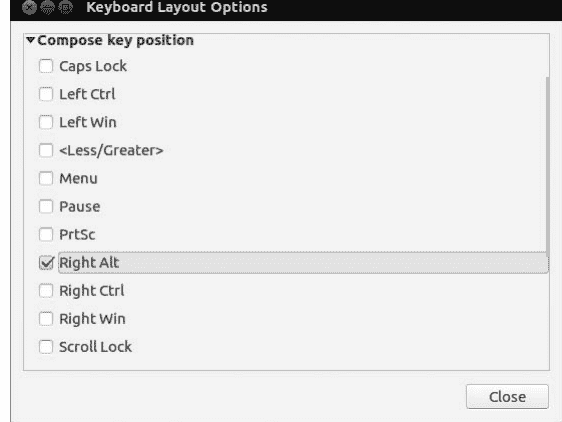 Keyboard Layout Options
Compose key position
Caps Lock
Left Ctrl
Left Win
<Less/Greater>
Menu
Pause
PrtSc
Right Alt
Right Ctrl
Right Win
Scroll Lock
Close